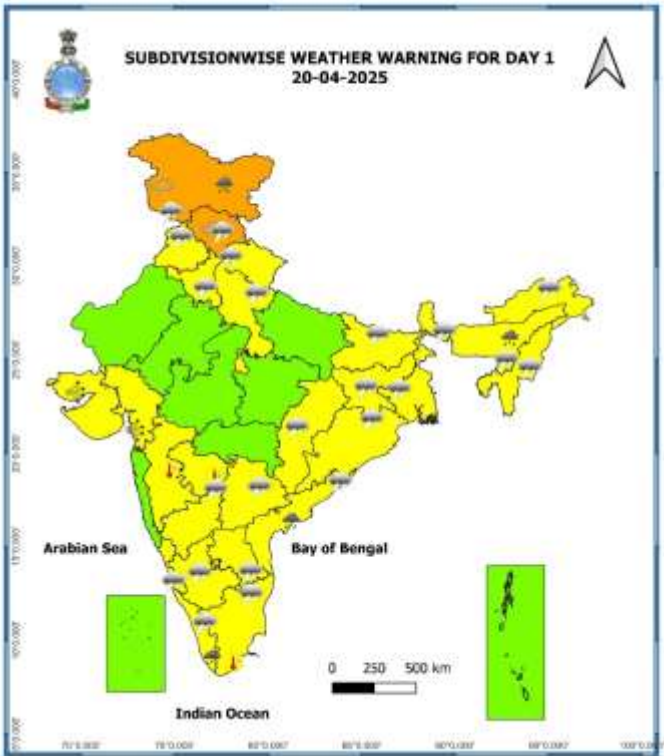 SUBDIVISIONWISE WEATHER WARNING FOR DAY 1
20-04-2025
Arabian Sea
Bay of Bengal
0 250 500 km
Indian Ocean